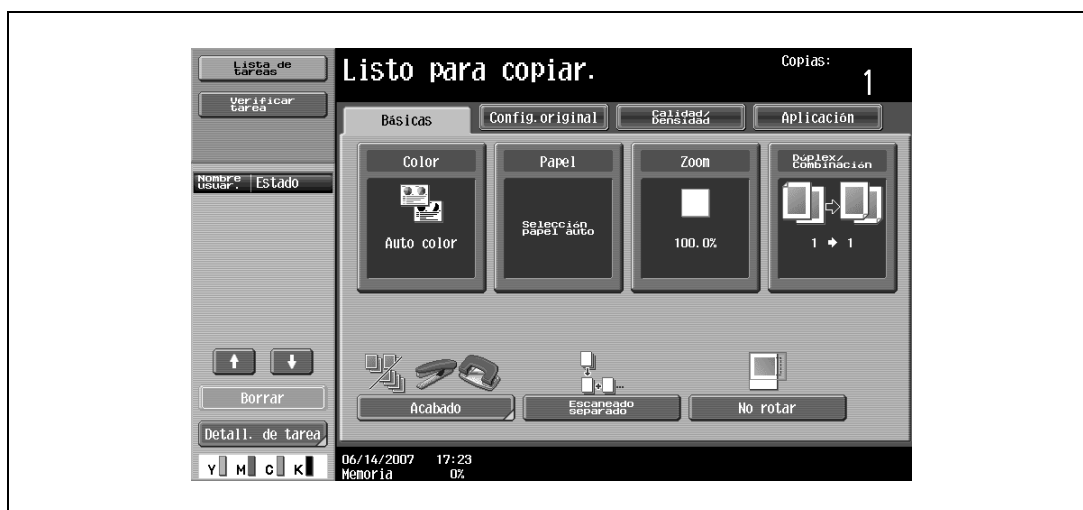 Lista de
tareas
Verificar
tarea
Nombre
usuar.
Estado
Borrar
Detall. de tarea
Y M C K
Listo para copiar.
Copias:
1
Básicas
Config.original
Calidad/
Densidad
Aplicación
Color
Auto color
Papel
Selección
papel auto
Zoom
100.0%
Dúplex/
Combinación
1 → 1
Acabado
Escaneado
separado
No rotar
06/14/2007 17:23
Memoria 0%